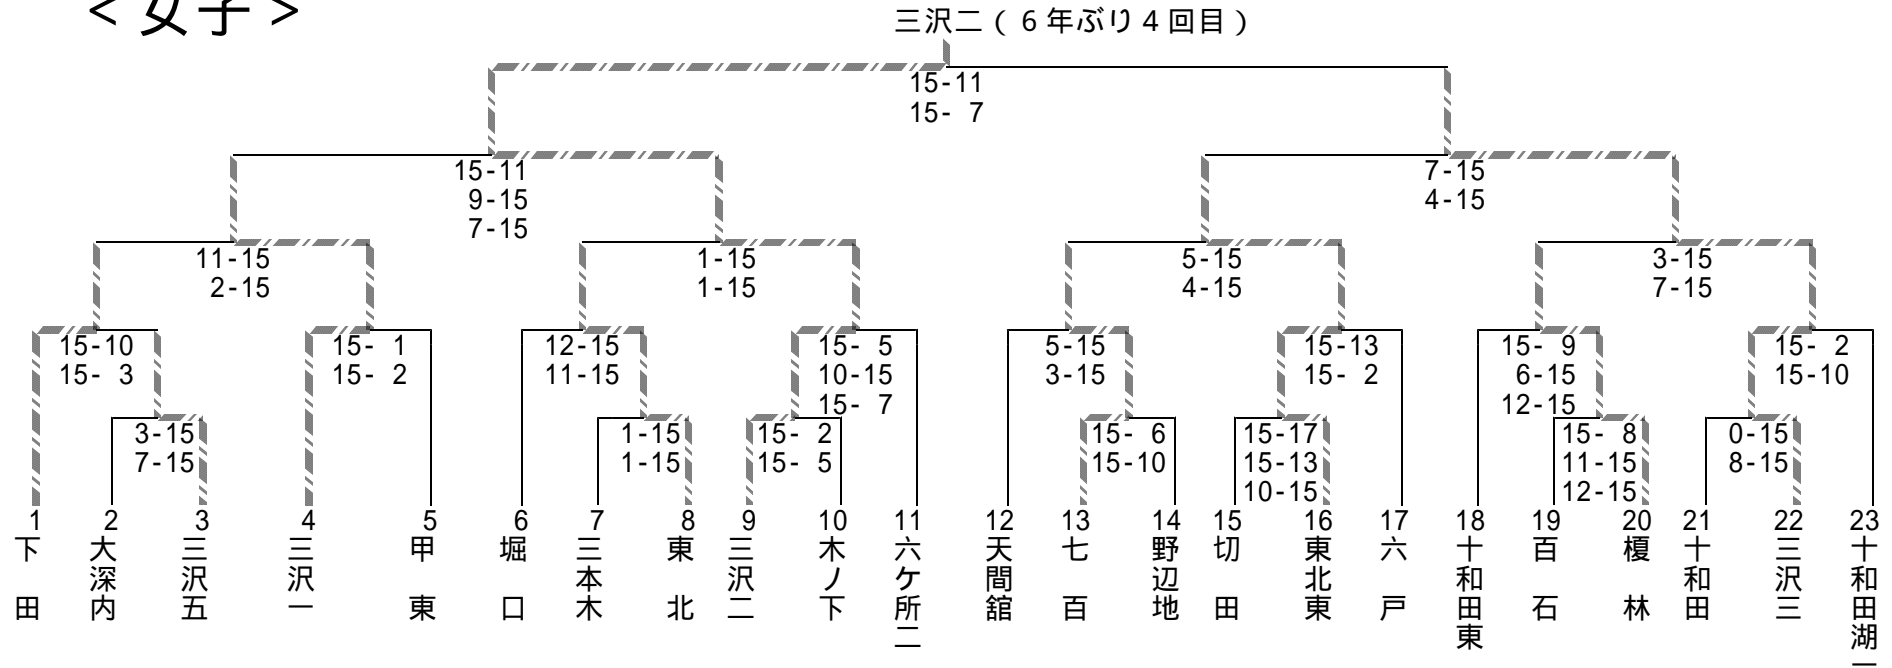 ＜女子＞
三沢二（６年ぶり４回目）
15-11
15- 7
15-11
9-15
7-15
7-15
4-15
11-15
2-15
1-15
1-15
5-15
4-15
3-15
7-15
15-10
15- 3
15- 1
15- 2
12-15
11-15
15- 5
10-15
15- 7
5-15
3-15
15-13
15- 2
15- 9
6-15
12-15
15- 2
15-10
3-15
7-15
1-15
1-15
15- 2
15- 5
15- 6
15-10
15-17
15-13
10-15
15- 8
11-15
12-15
0-15
8-15
1
下田
2
大深内
3
三沢五
4
三沢一
5
甲東
6
堀口
7
三本木
8
東北
9
三沢二
10
木ノ下
11
六ケ所二
12
天間舘
13
七百
14
野辺地
15
切田
16
東北東
17
六戸
18
十和田東
19
百石
20
榎林
21
十和田
22
三沢三
23
十和田湖一